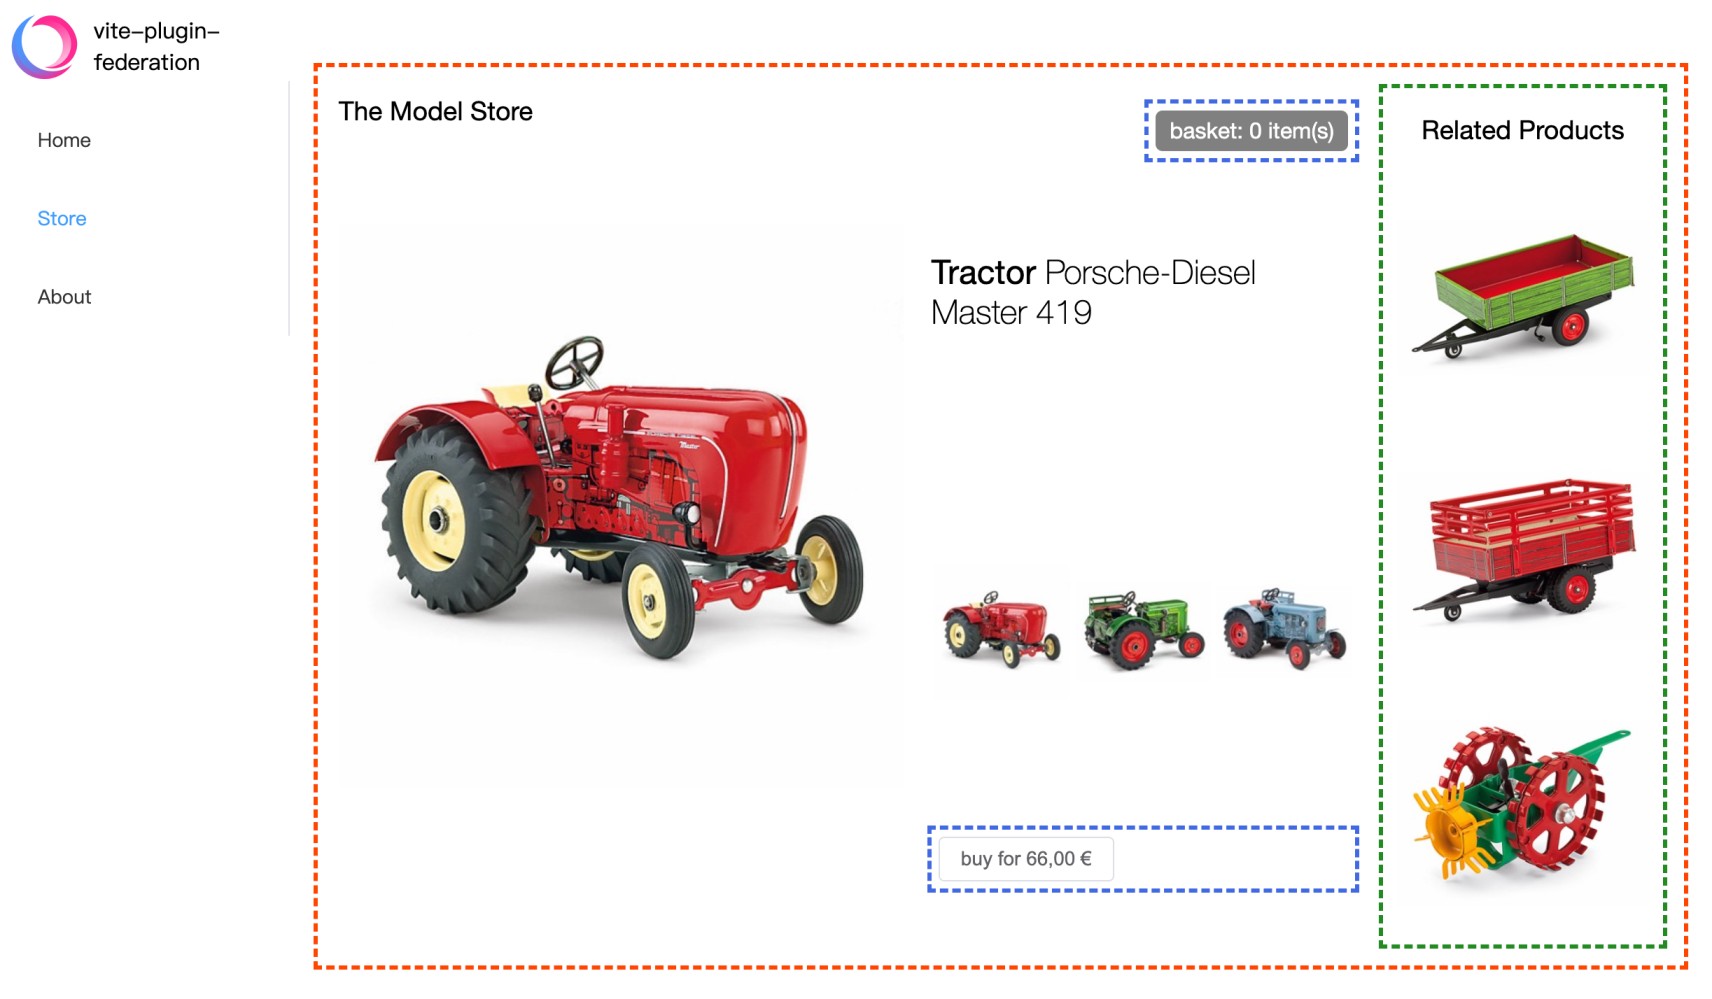 vite-plugin-
federation
Home
Store
About
The Model Store
basket: 0 item(s)
Related Products
Tractor Porsche-Diesel
Master 419
buy for 66,00 €